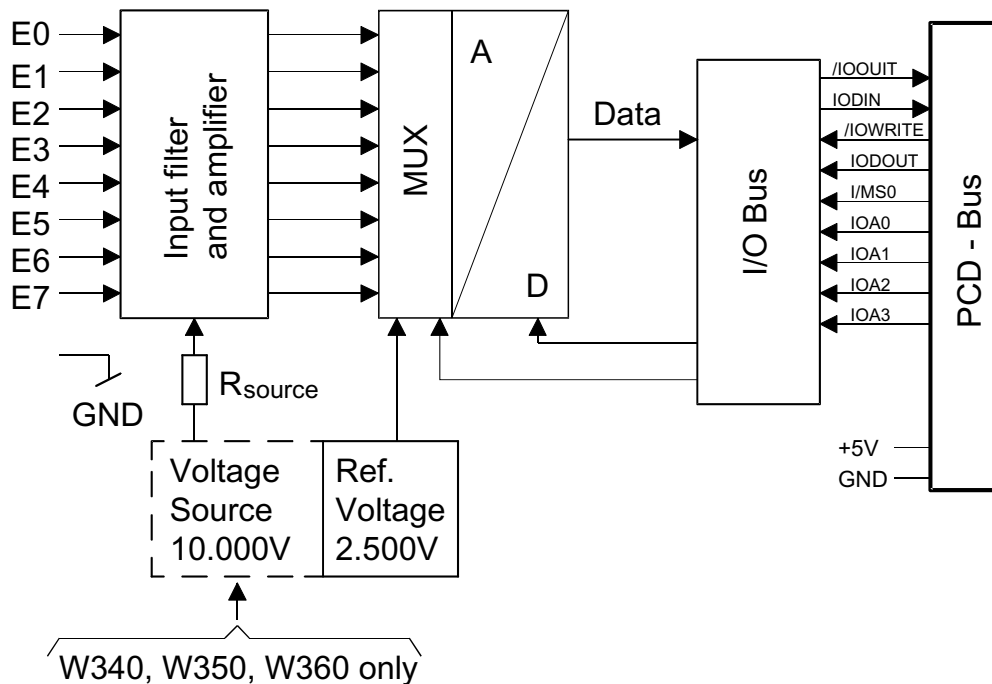 E0
E1
E2
E3
E4
E5
E6
E7
GND
Input filter
and amplifier
Rsource
Voltage
Source
10.000V
Ref.
Voltage
2.500V
W340, W350, W360 only
MUX
A
D
Data
I/O Bus
/IOOUIT
IODIN
/IOWRITE
IODOUT
I/MS0
IOA0
IOA1
IOA2
IOA3
+5V
GND
PCD - Bus